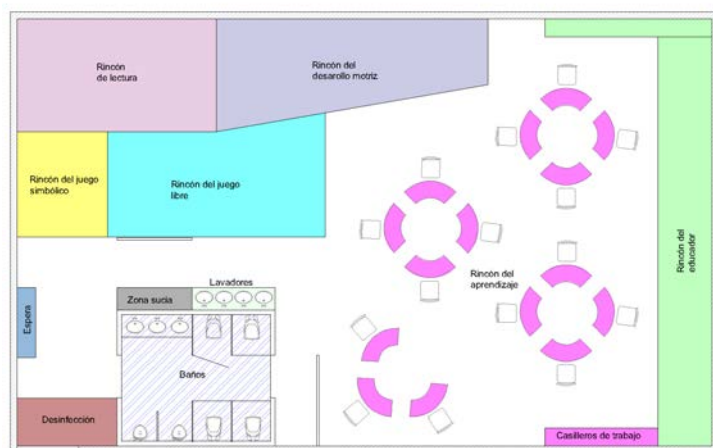 Rincón
de lectura
Rincón del
desarollo motriz
Rincón del juego
simbólico
Rincón del juego
libre
Rincón del
educador
Rincón del
aprendizaje
Lavadores
Zona sucia
Espera
Baños
Desinfección
Casilleros de trabajo